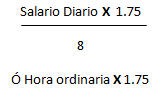 Salario Diario X 1.75
8
Ó Hora ordinaria X 1.75